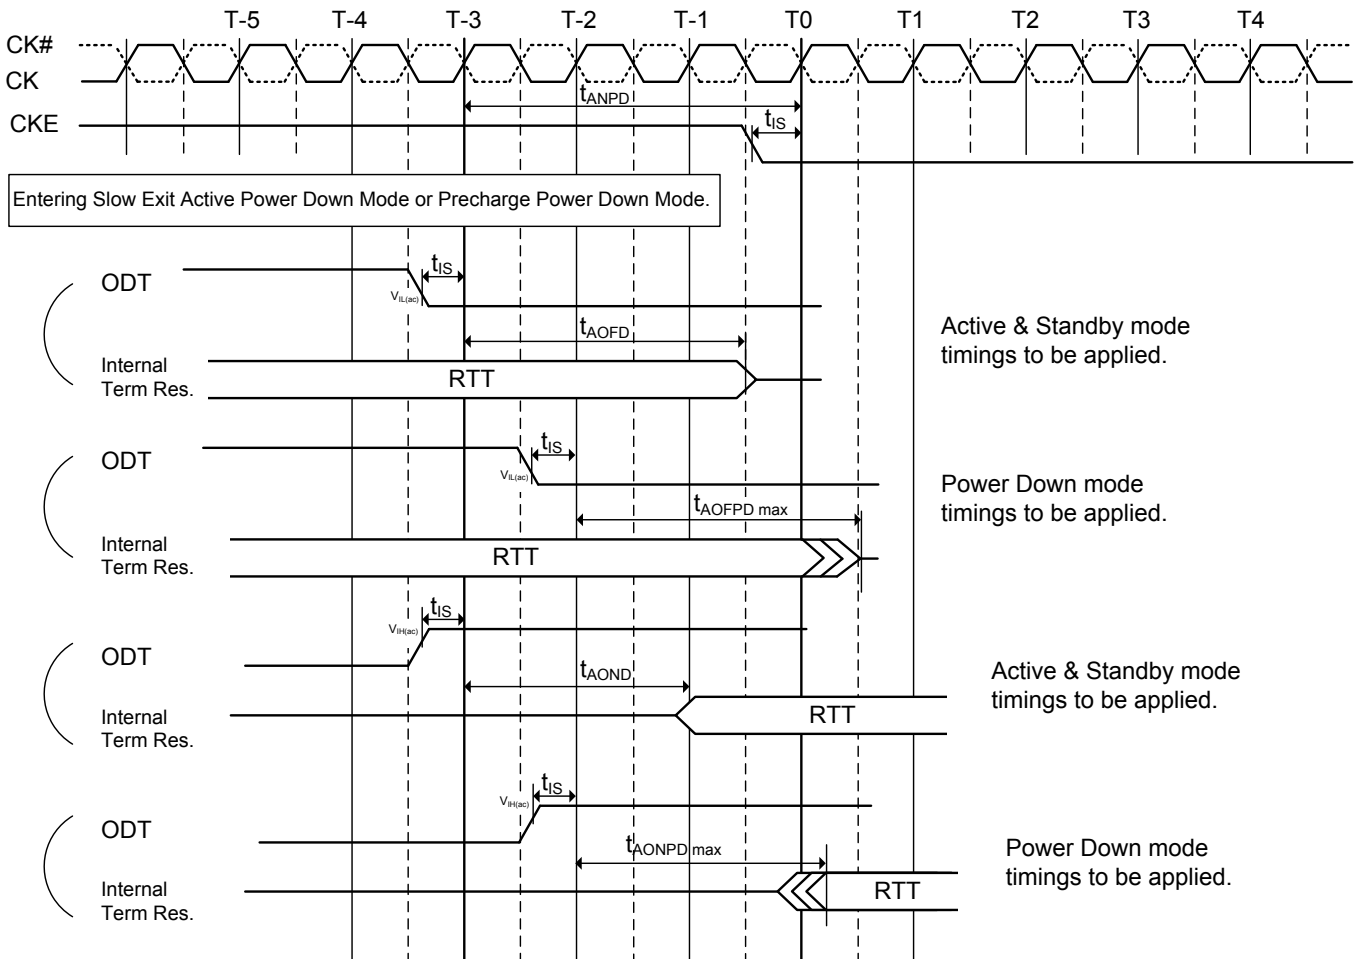 T-5 T-4 T-3 T-2 T-1 T0 T1 T2 T3 T4
CK#
CK
tANPD
CKE
tIS
Entering Slow Exit Active Power Down Mode or Precharge Power Down Mode.
ODT
tIS
VIL(ac)
tAOFD
Internal
Term Res.
RTT
Active & Standby mode
timings to be applied.
ODT
tIS
VIL(ac)
tAOFPD max
Internal
Term Res.
RTT
Power Down mode
timings to be applied.
ODT
tIS
VIH(ac)
tAOND
Internal
Term Res.
RTT
Active & Standby mode
timings to be applied.
ODT
tIS
VIH(ac)
tAONPD max
Internal
Term Res.
RTT
Power Down mode
timings to be applied.